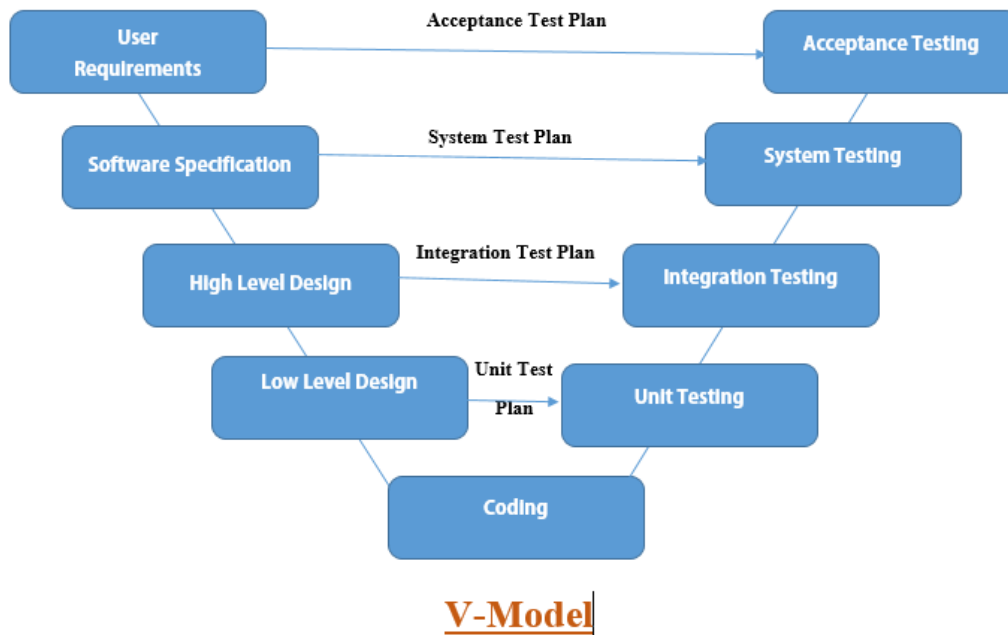 Acceptance Test Plan
User
Requirements
Acceptance Testing
System Test Plan
Software Specification
System Testing
Integration Test Plan
High Level Design
Integration Testing
Unit Test
Plan
Low Level Design
Unit Testing
Coding
V-Model